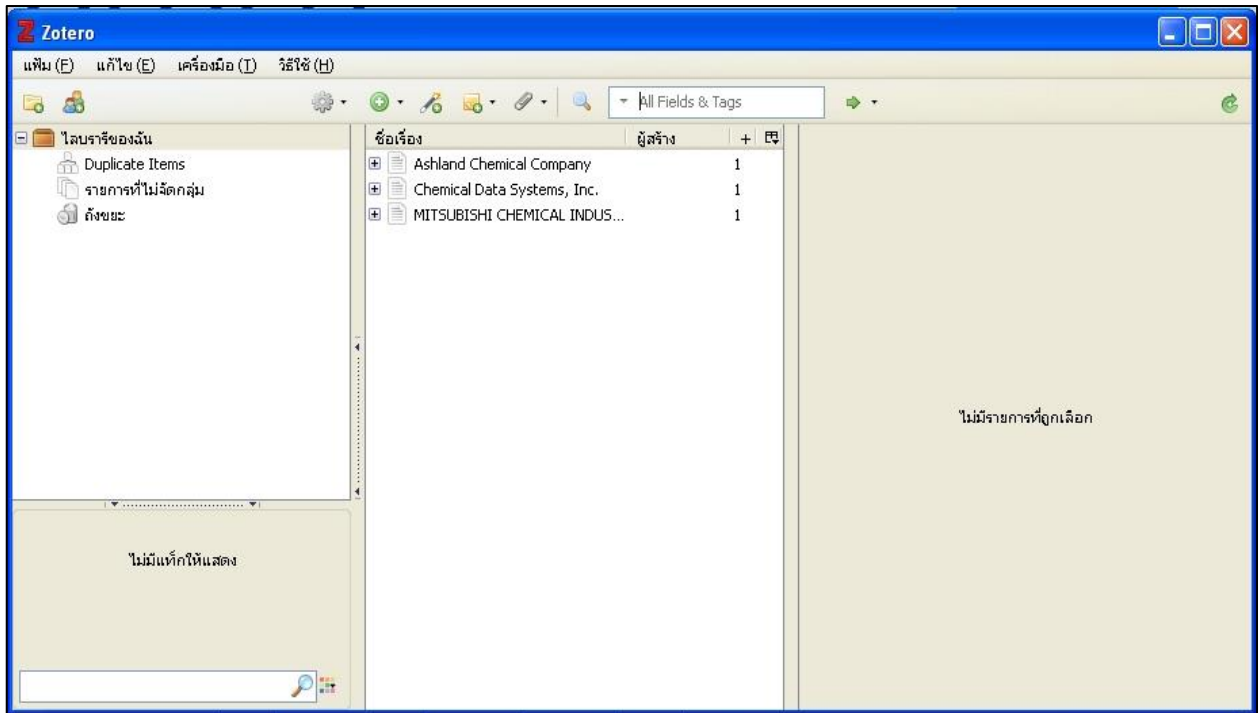 Zotero
แฟ้ม (F) แก้ไข (E) เครื่องมือ (T) วิธีใช้ (H)
All Fields & Tags
ไลบรารีของฉัน
Duplicate Items
รายการที่ไม่จัดกลุ่ม
ถังขยะ
ชื่อเรื่อง ผู้สร้าง +
Ashland Chemical Company 1
Chemical Data Systems, Inc. 1
MITSUBISHI CHEMICAL INDUS... 1
ไม่มีรายการที่ถูกเลือก
ไม่มีแท็กให้แสดง